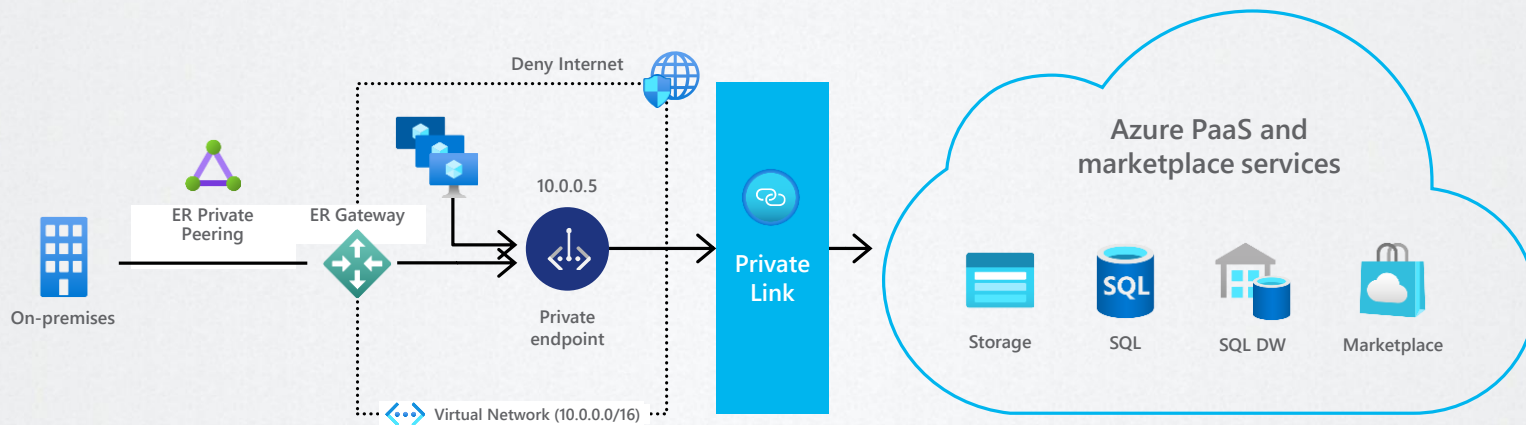 Deny Internet
Azure PaaS and
marketplace services
10.0.0.5
ER Private
Peering
ER Gateway
Private
Link
SQL
On-premises
Private
endpoint
Storage
SQL
SQL DW
Marketplace
Virtual Network (10.0.0.0/16)